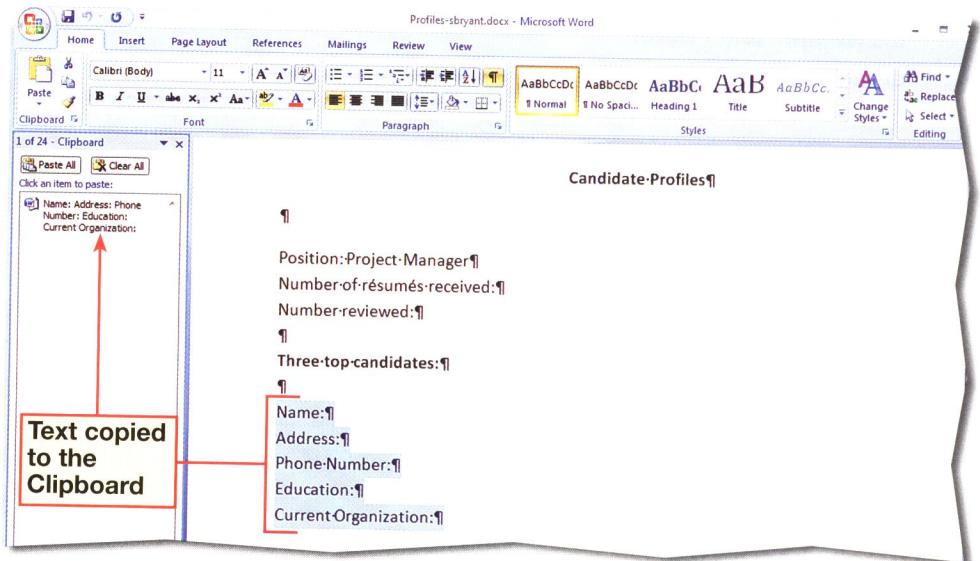 Profiles-sbryant.docx - Microsoft Word
Home Insert Page Layout References Mailings Review View
Calibri (Body) 11 A A
AaBbCcDc AaBbCcDc AaBbC AaB AaBbCc.
Find
Replace
Select
Paste
B I U abe x, x² Aa A
¶ Normal ¶ No Spaci... Heading 1 Title Subtitle
Change
Styles
Clipboard Font Paragraph Styles Editing
1 of 24 - Clipboard
Paste All Clear All
Click an item to paste:
Name: Address: Phone
Number: Education:
Current Organization:
Candidate·Profiles¶
¶
Position:·Project·Manager¶
Number·of·résumés·received:¶
Number·reviewed:¶
¶
Three·top·candidates:¶
¶
Name:¶
Address:¶
Phone·Number:¶
Education:¶
Current·Organization:¶
Text copied
to the
Clipboard